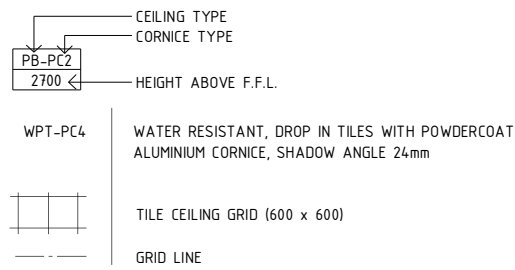 CEILING TYPE
CORNICE TYPE
PB-PC2
2700
HEIGHT ABOVE F.F.L.
WPT-PC4
WATER RESISTANT, DROP IN TILES WITH POWDERCOAT
ALUMINIUM CORNICE, SHADOW ANGLE 24mm
TILE CEILING GRID (600 x 600)
GRID LINE